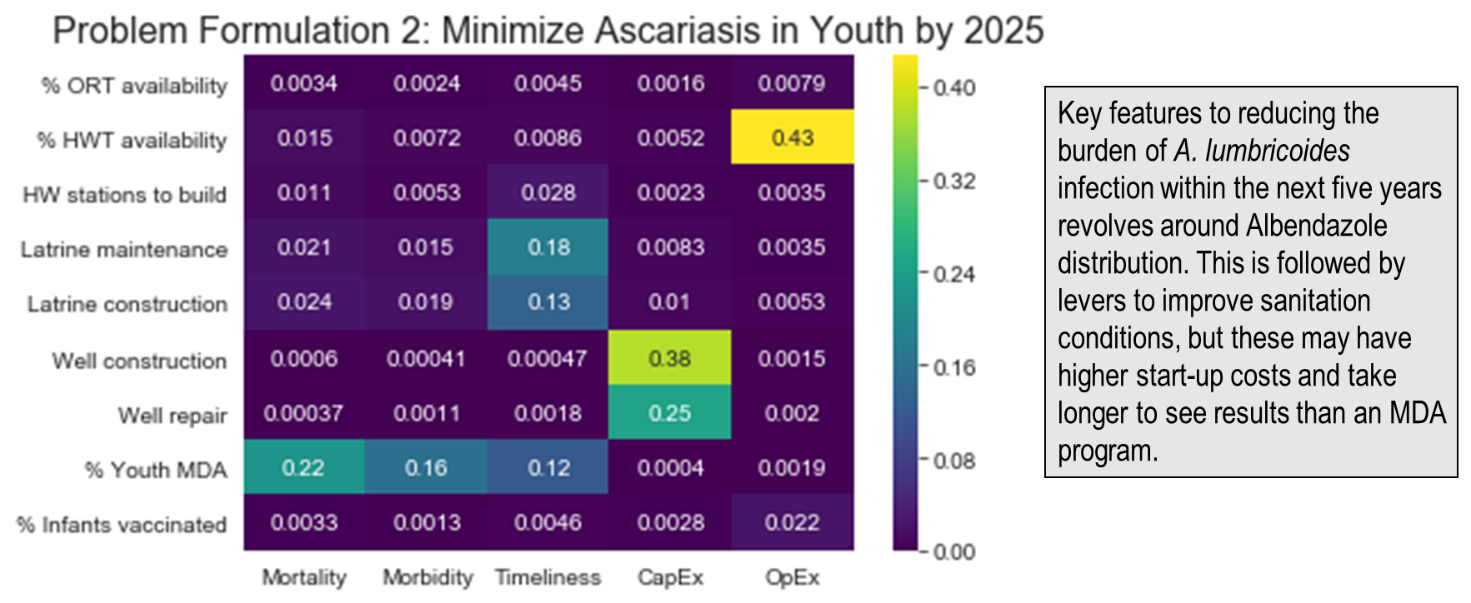 Problem Formulation 2: Minimize Ascariasis in Youth by 2025
% ORT availability 0.0034 0.0024 0.0045 0.0016 0.0079
% HWT availability 0.015 0.0072 0.0086 0.0052 0.43
HW stations to build 0.011 0.0053 0.028 0.0023 0.0035
Latrine maintenance 0.021 0.015 0.18 0.0083 0.0035
Latrine construction 0.024 0.019 0.13 0.01 0.0053
Well construction 0.0006 0.00041 0.00047 0.38 0.0015
Well repair 0.00037 0.0011 0.0018 0.25 0.002
% Youth MDA 0.22 0.16 0.12 0.0004 0.0019
% Infants vaccinated 0.0033 0.0013 0.0046 0.0028 0.022
Mortality Morbidity Timeliness CapEx OpEx
0.40
0.32
0.24
0.16
0.08
0.00
Key features to reducing the
burden of A. lumbricoides
infection within the next five years
revolves around Albendazole
distribution. This is followed by
levers to improve sanitation
conditions, but these may have
higher start-up costs and take
longer to see results than an MDA
program.